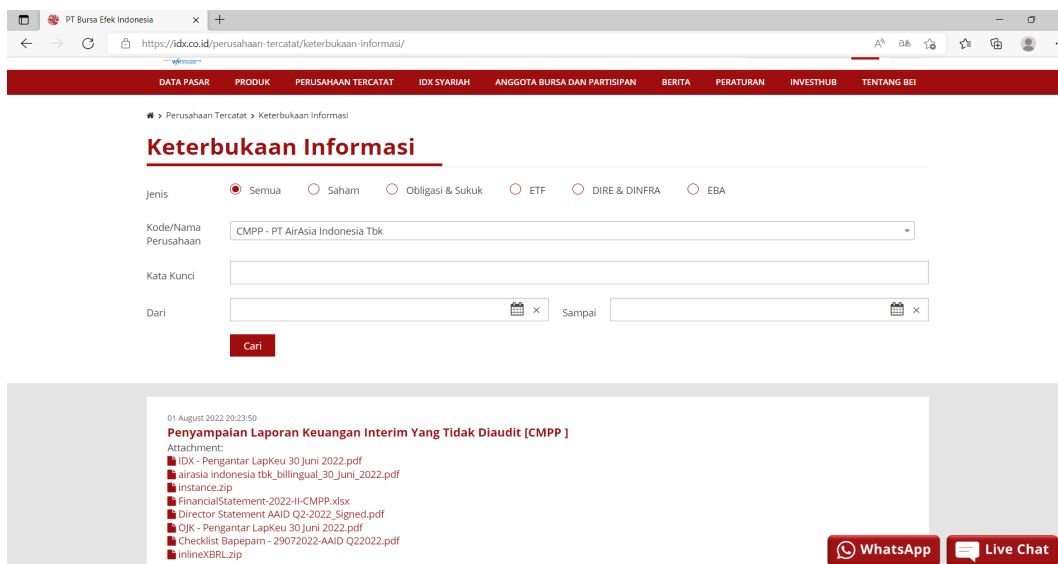 PT Bursa Efek Indonesia
https://idx.co.id/perusahaan-tercatat/keterbukaan-informasi/
DATA PASAR PRODUK PERUSAHAAN TERCATAT IDX SYARIAH ANGGOTA BURSA DAN PARTISIPAN BERITA PERATURAN INVESTHUB TENTANG BEI
Perusahaan Tercatat > Keterbukaan Informasi
Keterbukaan Informasi
Jenis Semua Saham Obligasi & Sukuk ETF DIRE & DINFRA EBA
Kode/Nama Perusahaan CMPP - PT AirAsia Indonesia Tbk
Kata Kunci
Dari Sampai
Cari
01 August 2022 20:23:50
Penyampaian Laporan Keuangan Interim Yang Tidak Diaudit [CMPP ]
Attachment:
IDX - Pengantar LapKeu 30 Juni 2022.pdf
airasia indonesia tbk_billingual_30_Juni_2022.pdf
instance.zip
FinancialStatement-2022-II-CMPP.xlsx
Director Statement AAID Q2-2022_Signed.pdf
OJK - Pengantar LapKeu 30 Juni 2022.pdf
Checklist Bapepam - 29072022-AAID Q22022.pdf
inlineXBRL.zip
WhatsApp Live Chat